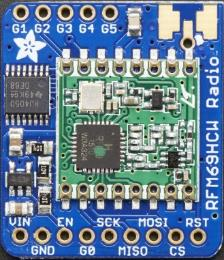 G1 G2 G3 G4 G5
RFM69HCW Radio
VIN EN SCK MOSI RST
GND G0 MISO CS